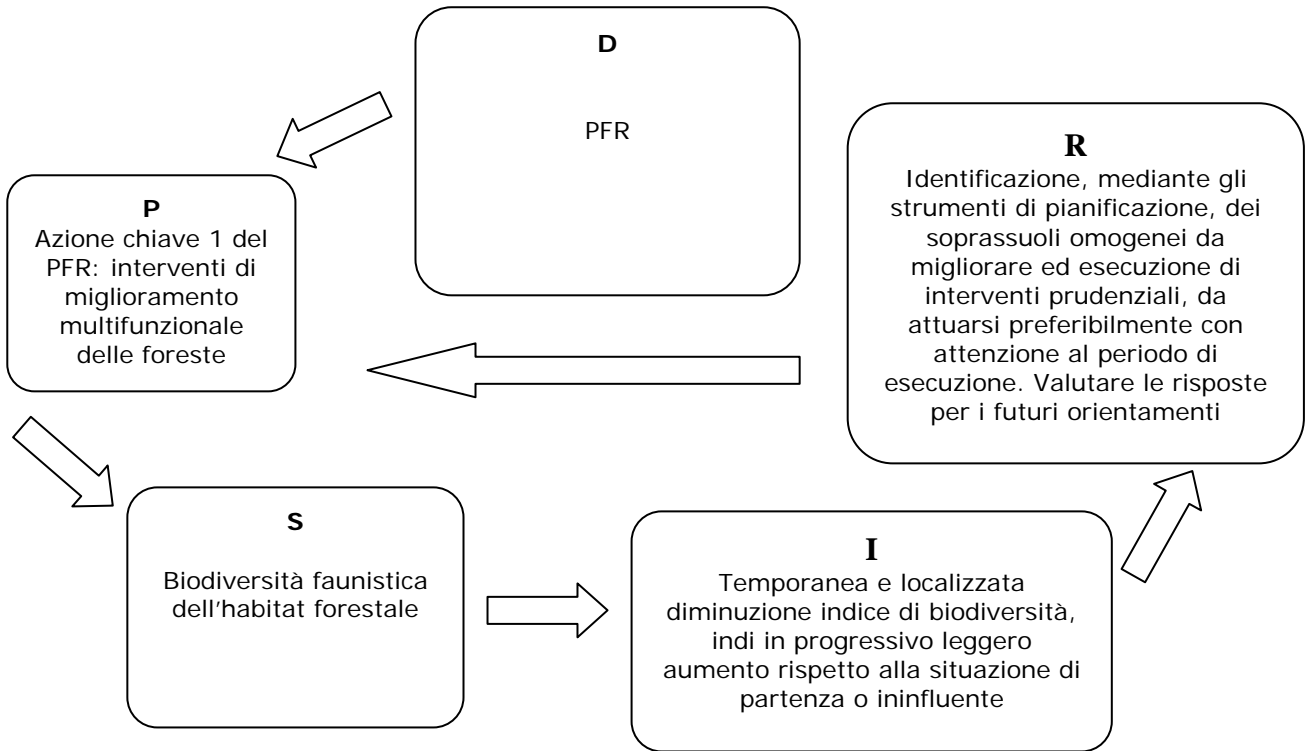 D
PFR
P
Azione chiave 1 del
PFR: interventi di
miglioramento
multifunzionale
delle foreste
S
Biodiversità faunistica
dell'habitat forestale
I
Temporanea e localizzata
diminuzione indice di biodiversità,
indi in progressivo leggero
aumento rispetto alla situazione di
partenza o ininfluente
R
Identificazione, mediante gli
strumenti di pianificazione, dei
soprassuoli omogenei da
migliorare ed esecuzione di
interventi prudenziali, da
attuarsi preferibilmente con
attenzione al periodo di
esecuzione. Valutare le risposte
per i futuri orientamenti